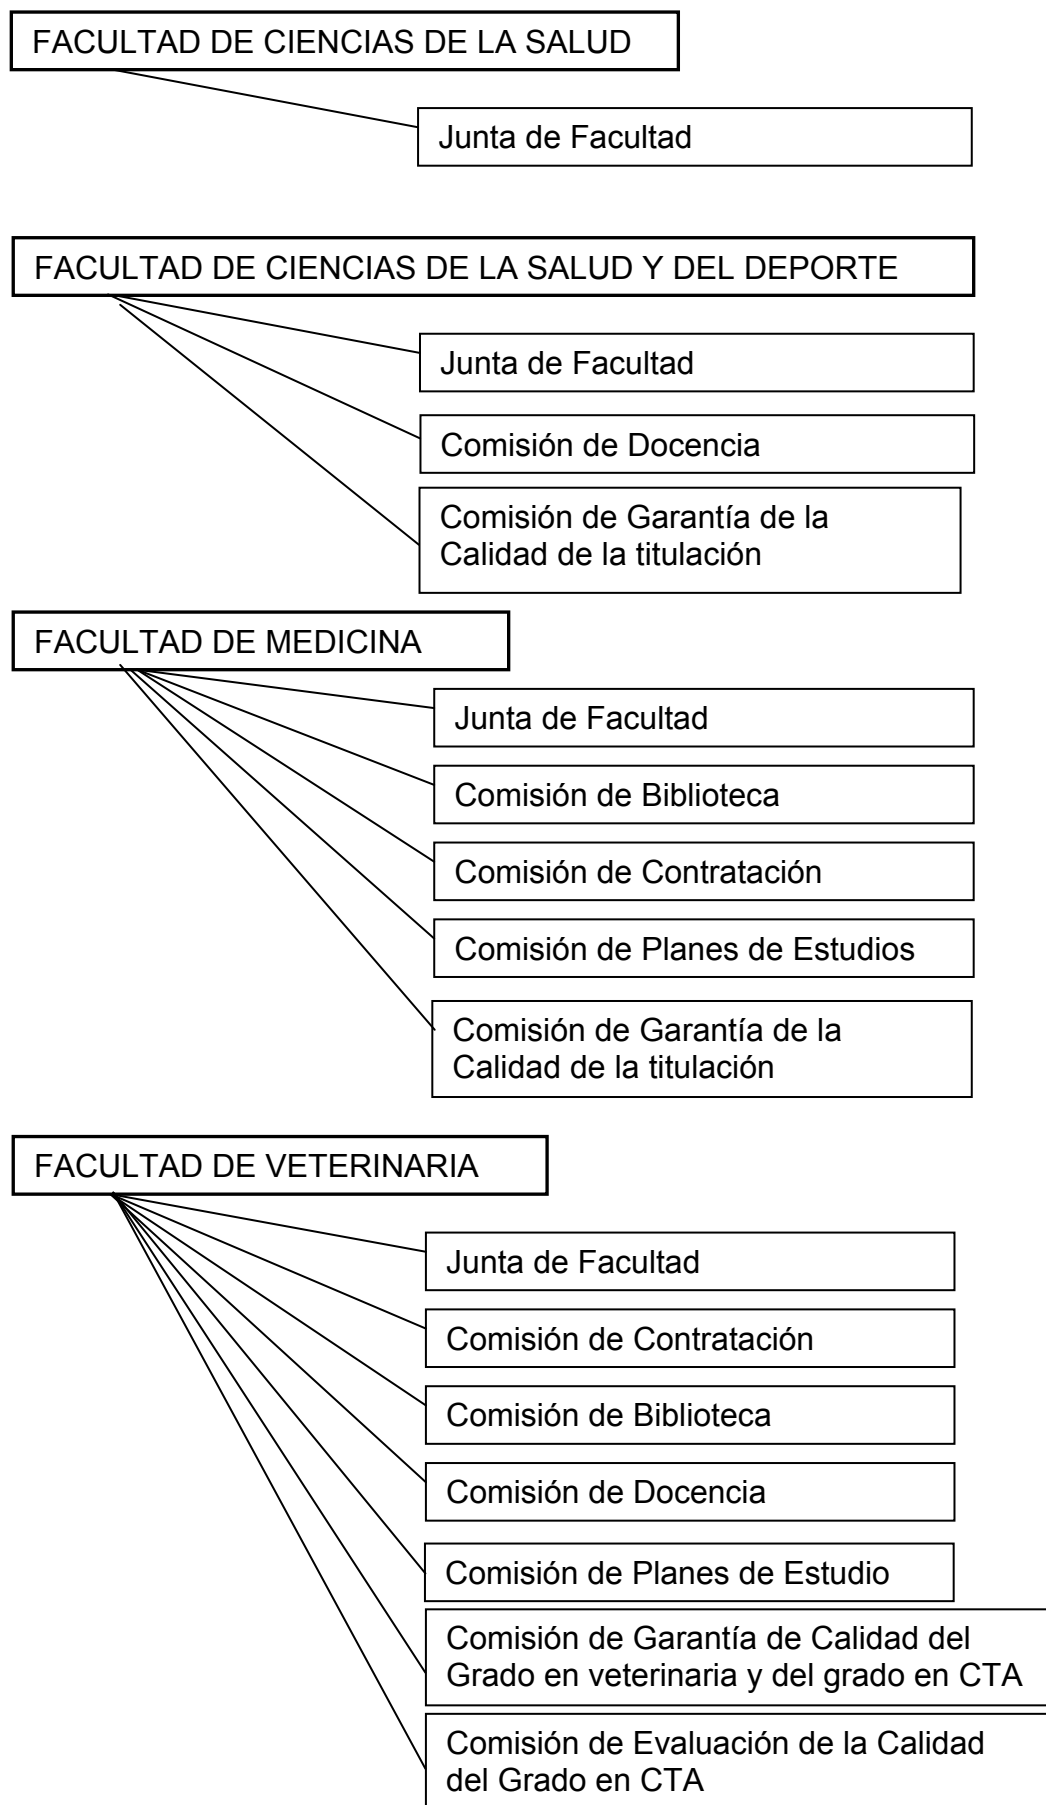 FACULTAD DE CIENCIAS DE LA SALUD
Junta de Facultad
FACULTAD DE CIENCIAS DE LA SALUD Y DEL DEPORTE
Junta de Facultad
Comisión de Docencia
Comisión de Garantía de la
Calidad de la titulación
FACULTAD DE MEDICINA
Junta de Facultad
Comisión de Biblioteca
Comisión de Contratación
Comisión de Planes de Estudios
Comisión de Garantía de la
Calidad de la titulación
FACULTAD DE VETERINARIA
Junta de Facultad
Comisión de Contratación
Comisión de Biblioteca
Comisión de Docencia
Comisión de Planes de Estudio
Comisión de Garantía de Calidad del
Grado en veterinaria y del grado en CTA
Comisión de Evaluación de la Calidad
del Grado en CTA